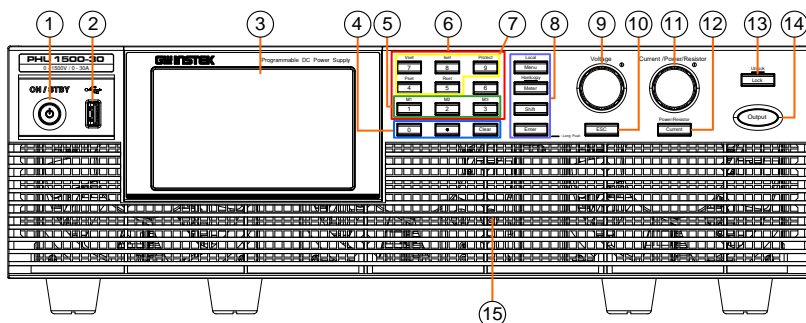 1 2 3 4 5 6 7 8 9 10 11 12 13 14
PHU 1500-30
0 - 1500V / 0 - 30A
ON / STBY
GW INSTEK Programmable DC Power Supply
Vset Iset Protect
7 8 9
Pset Rset
4 5 6
M1 M2 M3
1 2 3
0 Clear
Local
Menu
Hardcopy
Meter
Shift
Enter
: Long Push
Voltage
ESC
Current /Power/Resistor
Power/Resistor
Current
Unlock
Lock
Output
15